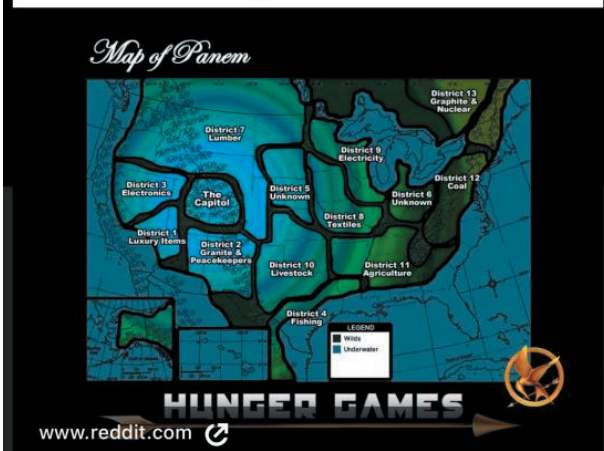 Map of Panem
District 13
Graphite &
Nuclear
District 7
Lumber
District 9
Electricity
District 12
Coal
District 3
Electronics
The
Capitol
District 5
Unknown
District 6
Unknown
District 8
Textiles
District 1
Luxury Items
District 2
Granite &
Peacekeepers
District 10
Livestock
District 11
Agriculture
District 4
Fishing
LEGEND
Wilds
Underwater
HUNGER GAMES
www.reddit.com